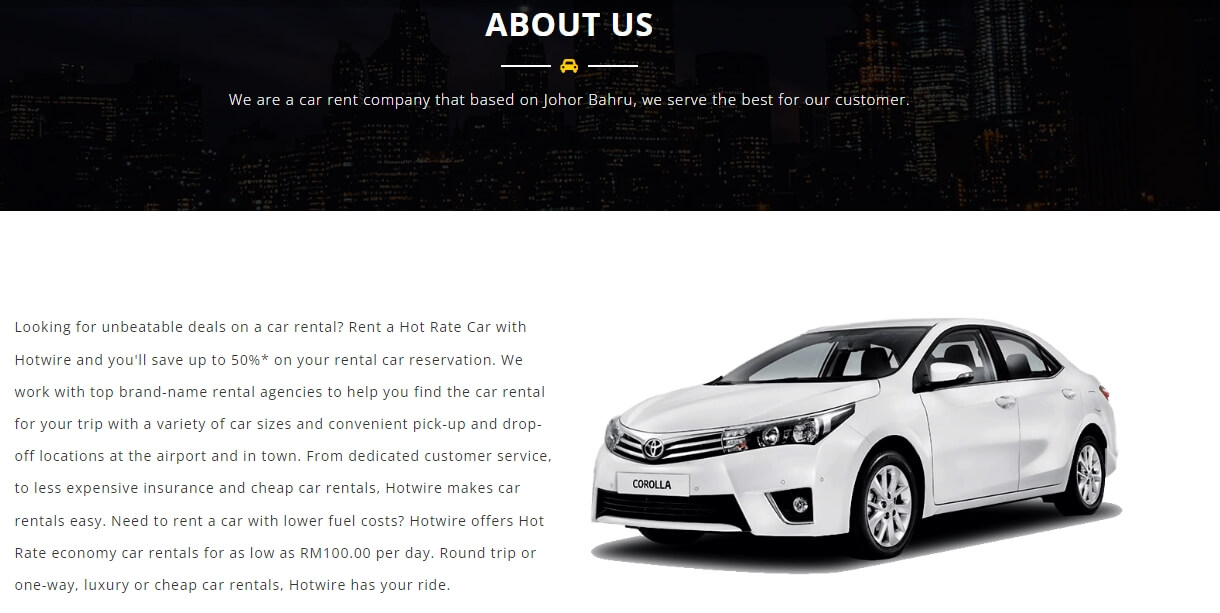 ABOUT US
We are a car rent company that based on Johor Bahru, we serve the best for our customer.
Looking for unbeatable deals on a car rental? Rent a Hot Rate Car with
Hotwire and you'll save up to 50%* on your rental car reservation. We
work with top brand-name rental agencies to help you find the car rental
for your trip with a variety of car sizes and convenient pick-up and drop-
off locations at the airport and in town. From dedicated customer service,
to less expensive insurance and cheap car rentals, Hotwire makes car
rentals easy. Need to rent a car with lower fuel costs? Hotwire offers Hot
Rate economy car rentals for as low as RM100.00 per day. Round trip or
one-way, luxury or cheap car rentals, Hotwire has your ride.
COROLLA